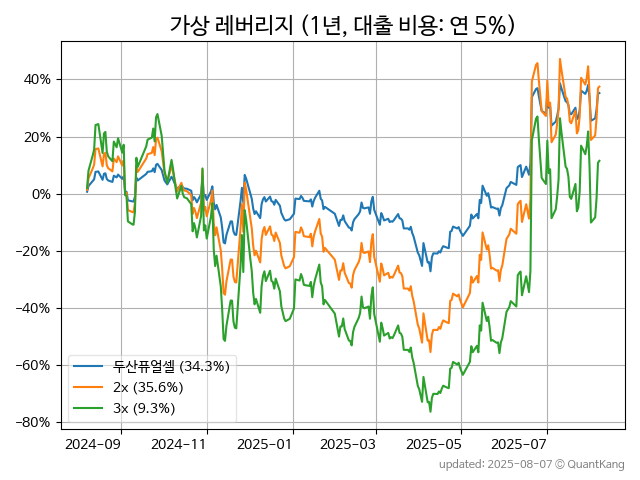 가상 레버리지 (1년, 대출 비용: 연 5%)
40%
20%
0%
−20%
−40%
−60%
−80%
두산퓨얼셀 (34.3%)
2x (35.6%)
3x (9.3%)
2024-09 2024-11 2025-01 2025-03 2025-05 2025-07
updated: 2025-08-07 © QuantKang